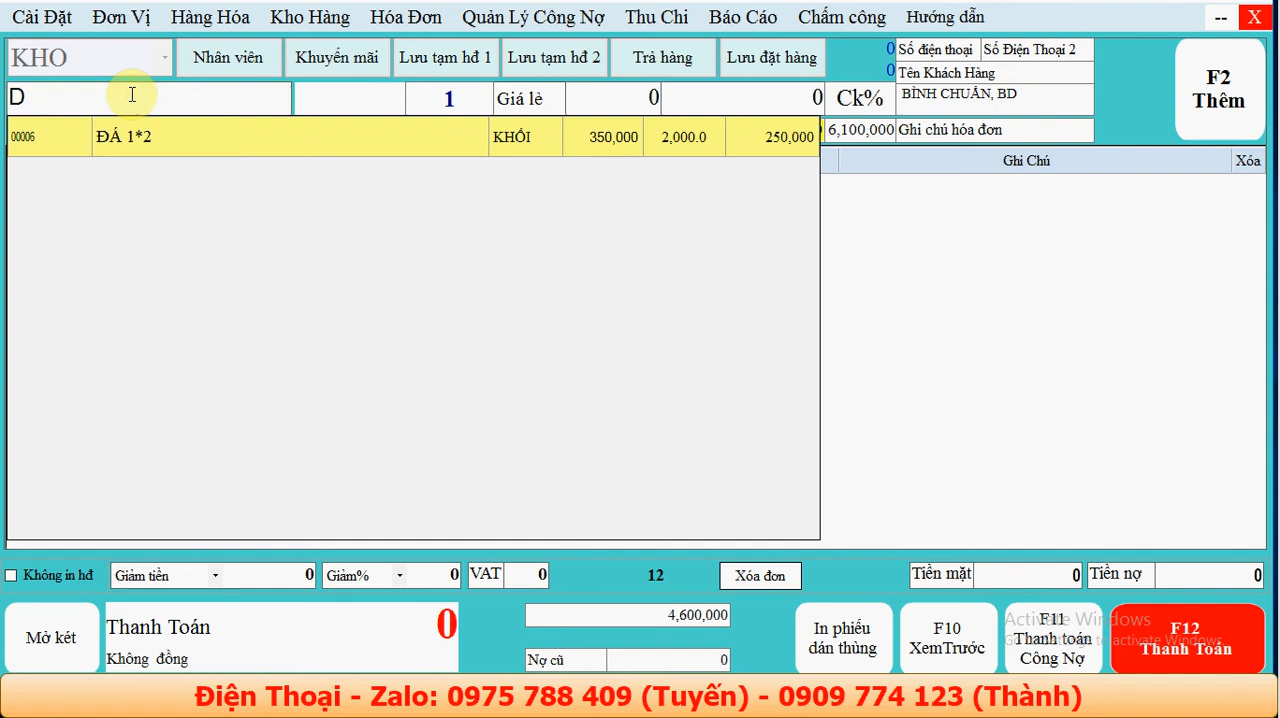 Cài Đặt Đơn Vị Hàng Hóa Kho Hàng Hóa Đơn Quản Lý Công Nợ Thu Chi Báo Cáo Chấm công Hướng dẫn -- X
KHO Nhân viên Khuyến mãi Lưu tạm hđ 1 Lưu tạm hđ 2 Trả hàng Lưu đặt hàng 0 Số điện thoại Số Điện Thoại 2
0 Tên Khách Hàng
F2
Thêm
D 1 Giá lẻ 0 0 Ck% BÌNH CHUẨN, BD
00006 ĐÁ 1*2 KHỐI 350,000 2,000.0 250,000 6,100,000 Ghi chú hóa đơn
Ghi Chú Xóa
Không in hđ Giảm tiền 0 Giảm% 0 VAT 0 12 Xóa đơn Tiền mặt 0 Tiền nợ 0
Mở két
Thanh Toán 0
Không đồng
4,600,000
Nợ cũ 0
In phiếu
dán thùng
F10
XemTrước
F11
Thanh toán
Công Nợ
F12
Thanh Toán
Activate Windows
Điện Thoại - Zalo: 0975 788 409 (Tuyến) - 0909 774 123 (Thành)